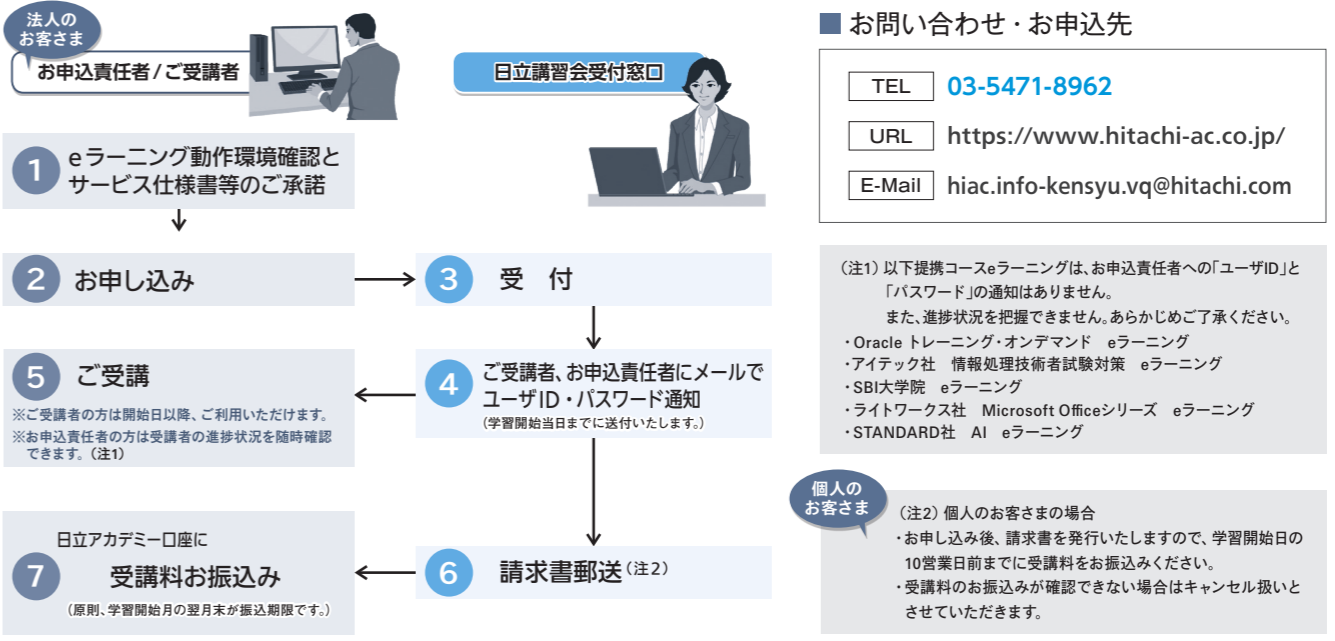 法人の
お客さま
お申込責任者/ご受講者
日立講習会受付窓口
1 eラーニング動作環境確認と
サービス仕様書等のご承諾
2 お申し込み
3 受 付
4 ご受講者、お申込責任者にメールで
ユーザID・パスワード通知
(学習開始当日までに送付いたします。)
5 ご受講
※ご受講者の方は開始日以降、ご利用いただけます。
※お申込責任者の方は受講者の進捗状況を随時確認
できます。(注1)
6 請求書郵送(注2)
日立アカデミー口座に
7 受講料お振込み
(原則、学習開始月の翌月末が振込期限です。)
■ お問い合わせ・お申込先
TEL 03-5471-8962
URL https://www.hitachi-ac.co.jp/
E-Mail hiac.info-kensyu.vq@hitachi.com
(注1) 以下提携コースeラーニングは、お申込責任者への「ユーザID」と
「パスワード」の通知はありません。
また、進捗状況を把握できません。あらかじめご了承ください。
・Oracle トレーニング・オンデマンド eラーニング
・アイテック社 情報処理技術者試験対策 eラーニング
・SBI大学院 eラーニング
・ライトワークス社 Microsoft Officeシリーズ eラーニング
・STANDARD社 AI eラーニング
個人の
お客さま
(注2) 個人のお客さまの場合
・お申し込み後、請求書を発行いたしますので、学習開始日の
10営業日前までに受講料をお振込みください。
・受講料のお振込みが確認できない場合はキャンセル扱いと
させていただきます。